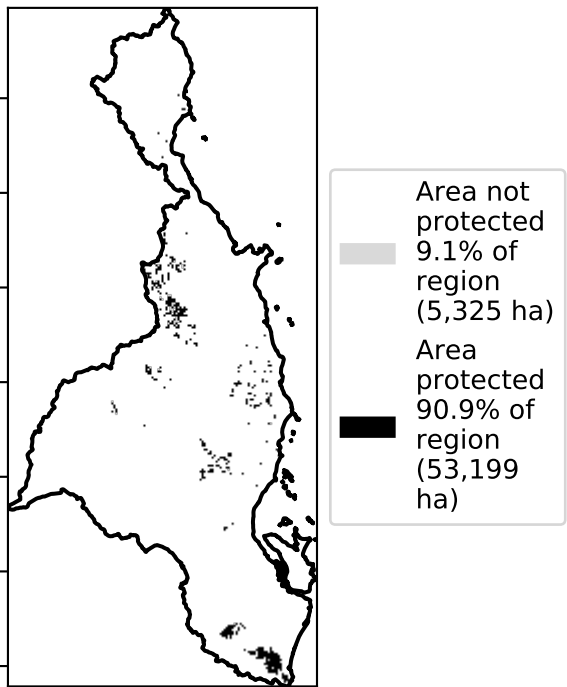 Area not
protected
9.1% of
region
(5,325 ha)
Area
protected
90.9% of
region
(53,199
ha)